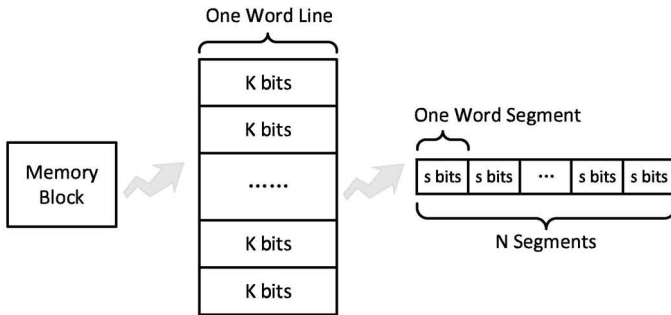 One Word Line
K bits
K bits
......
K bits
K bits
Memory
Block
One Word Segment
s bits s bits ... s bits s bits
N Segments